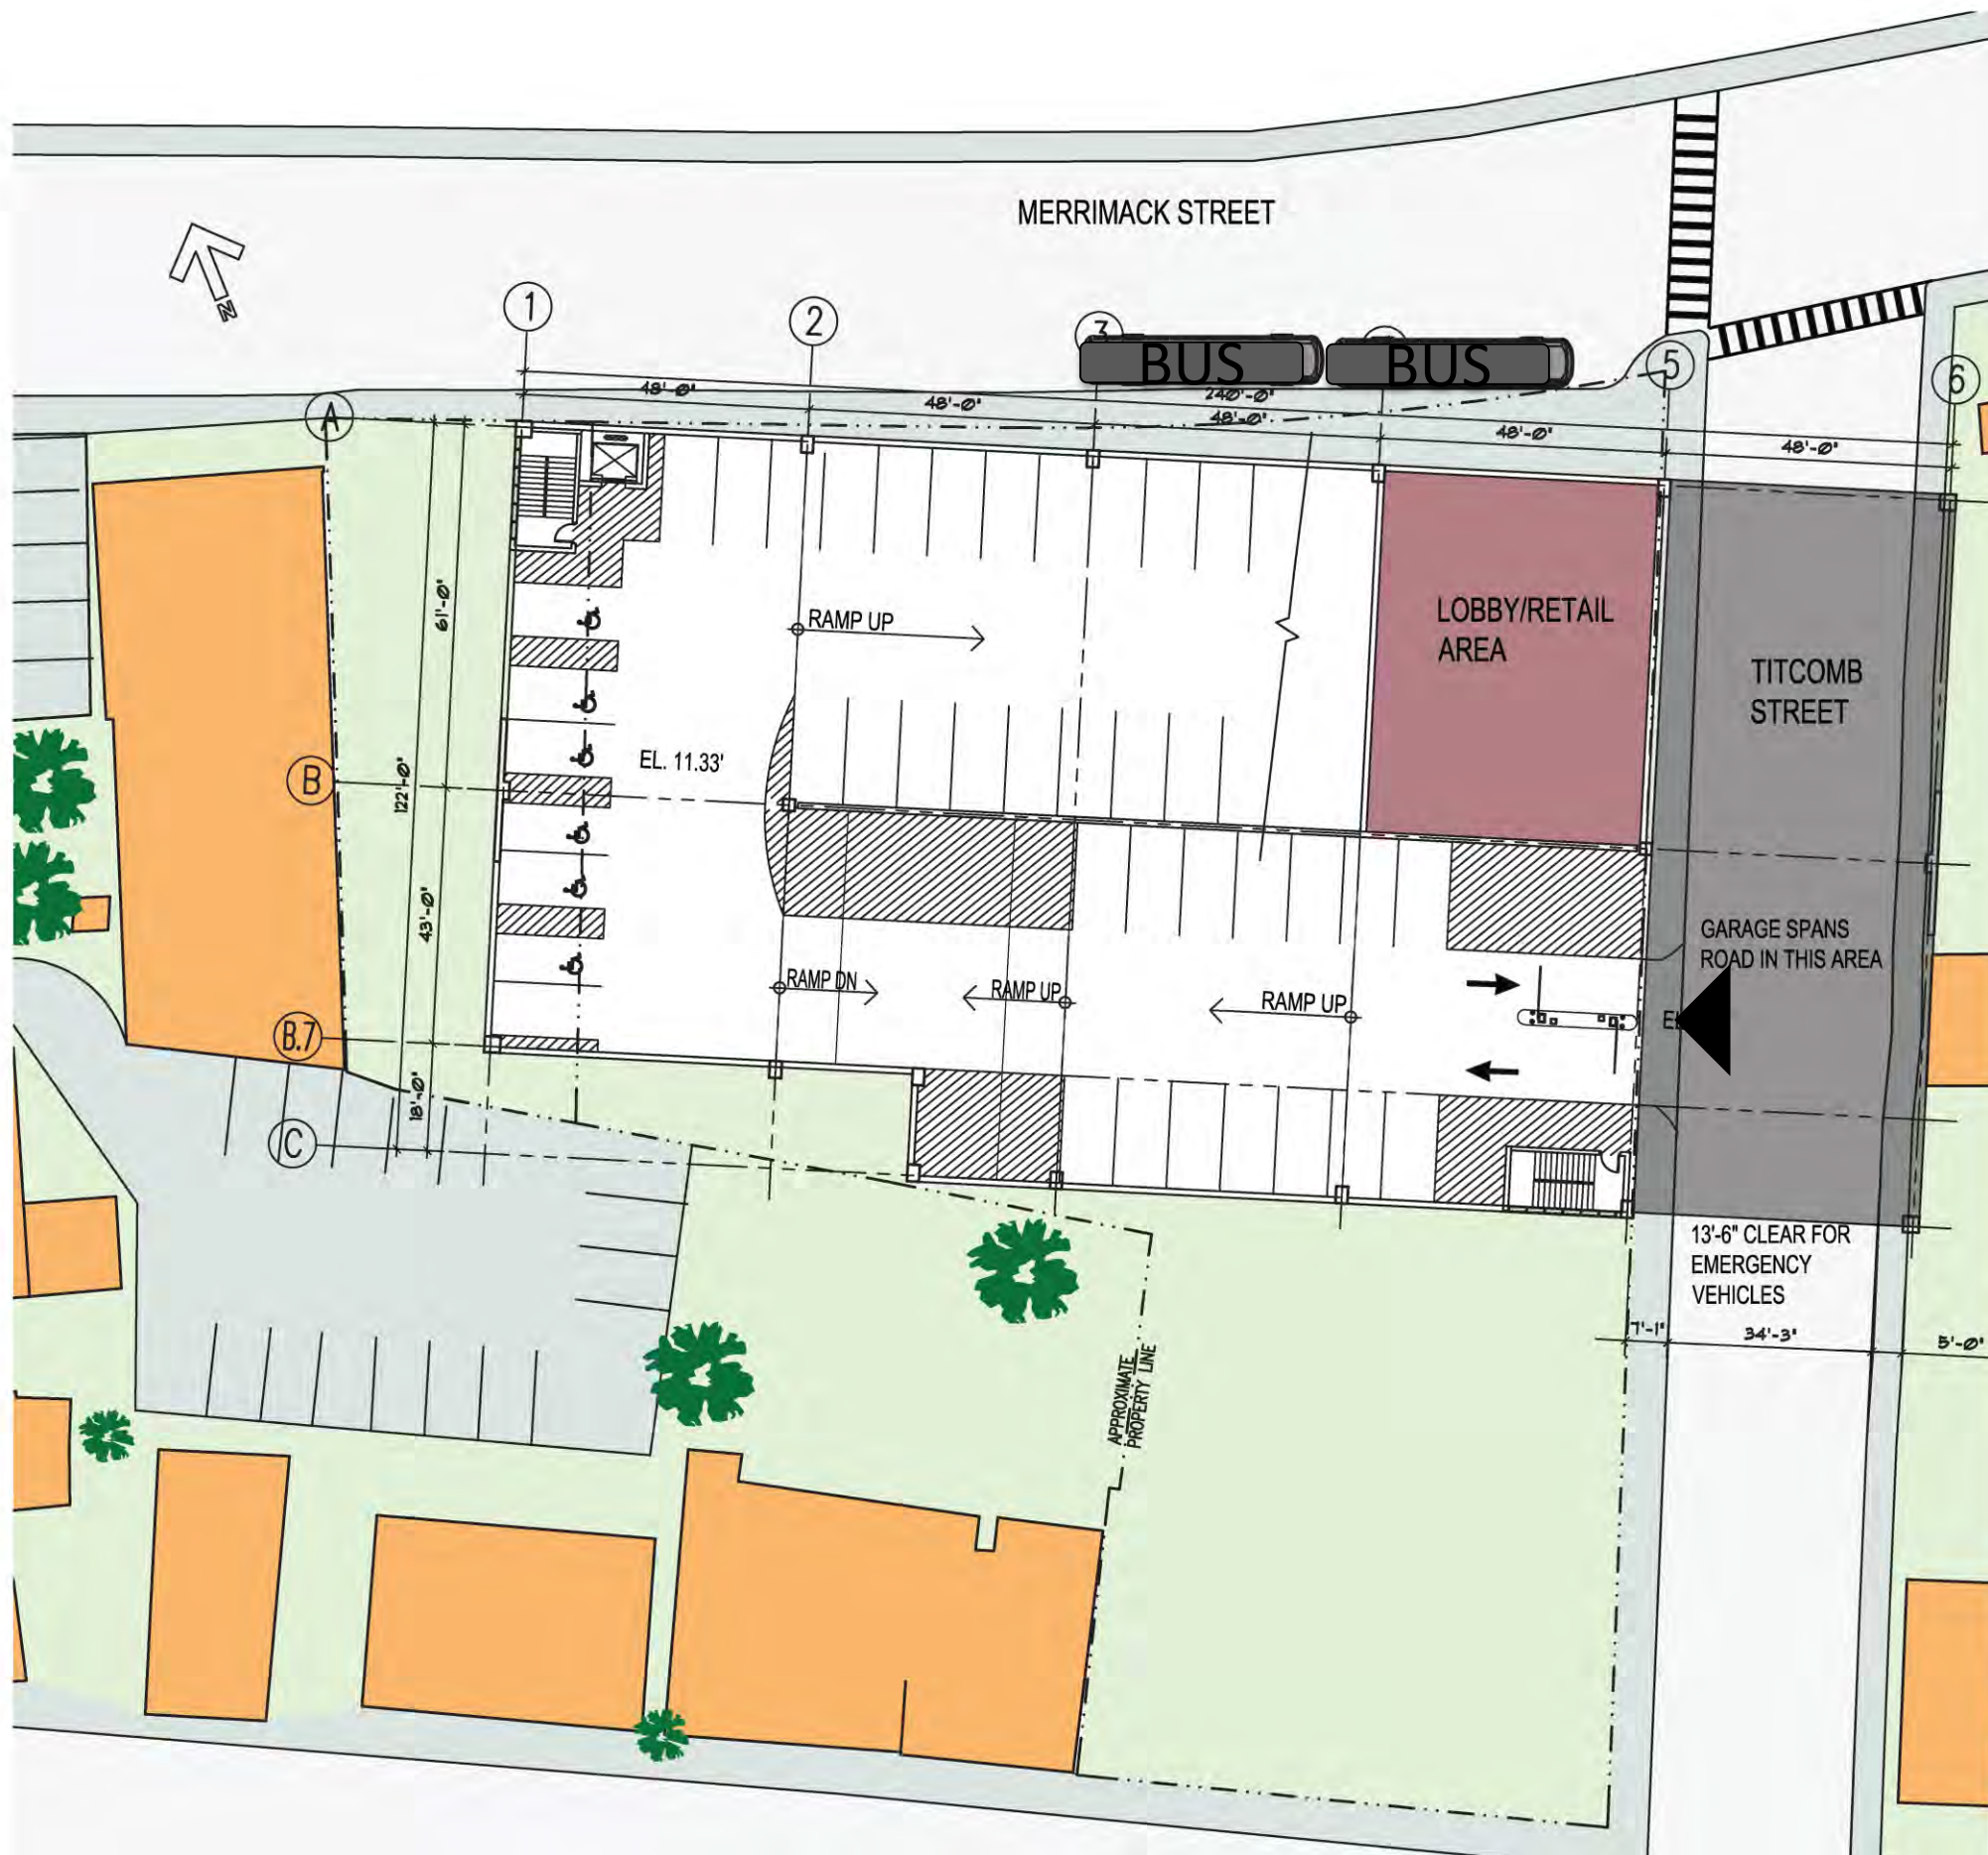 MERRIMACK STREET
N
1
2
3
BUS
BUS
5
6
48'-0"
240'-0"
48'-0"
48'-0"
48'-0"
48'-0"
A
61'-0"
LOBBY/RETAIL
AREA
RAMP UP
TITCOMB
STREET
EL. 11.33'
B
122'-0"
43'-0"
GARAGE SPANS
ROAD IN THIS AREA
RAMP DN
RAMP UP
RAMP UP
B.7
18'-0"
C
13'-6" CLEAR FOR
EMERGENCY
VEHICLES
7'-1"
34'-3"
5'-0"
APPROXIMATE
PROPERTY LINE